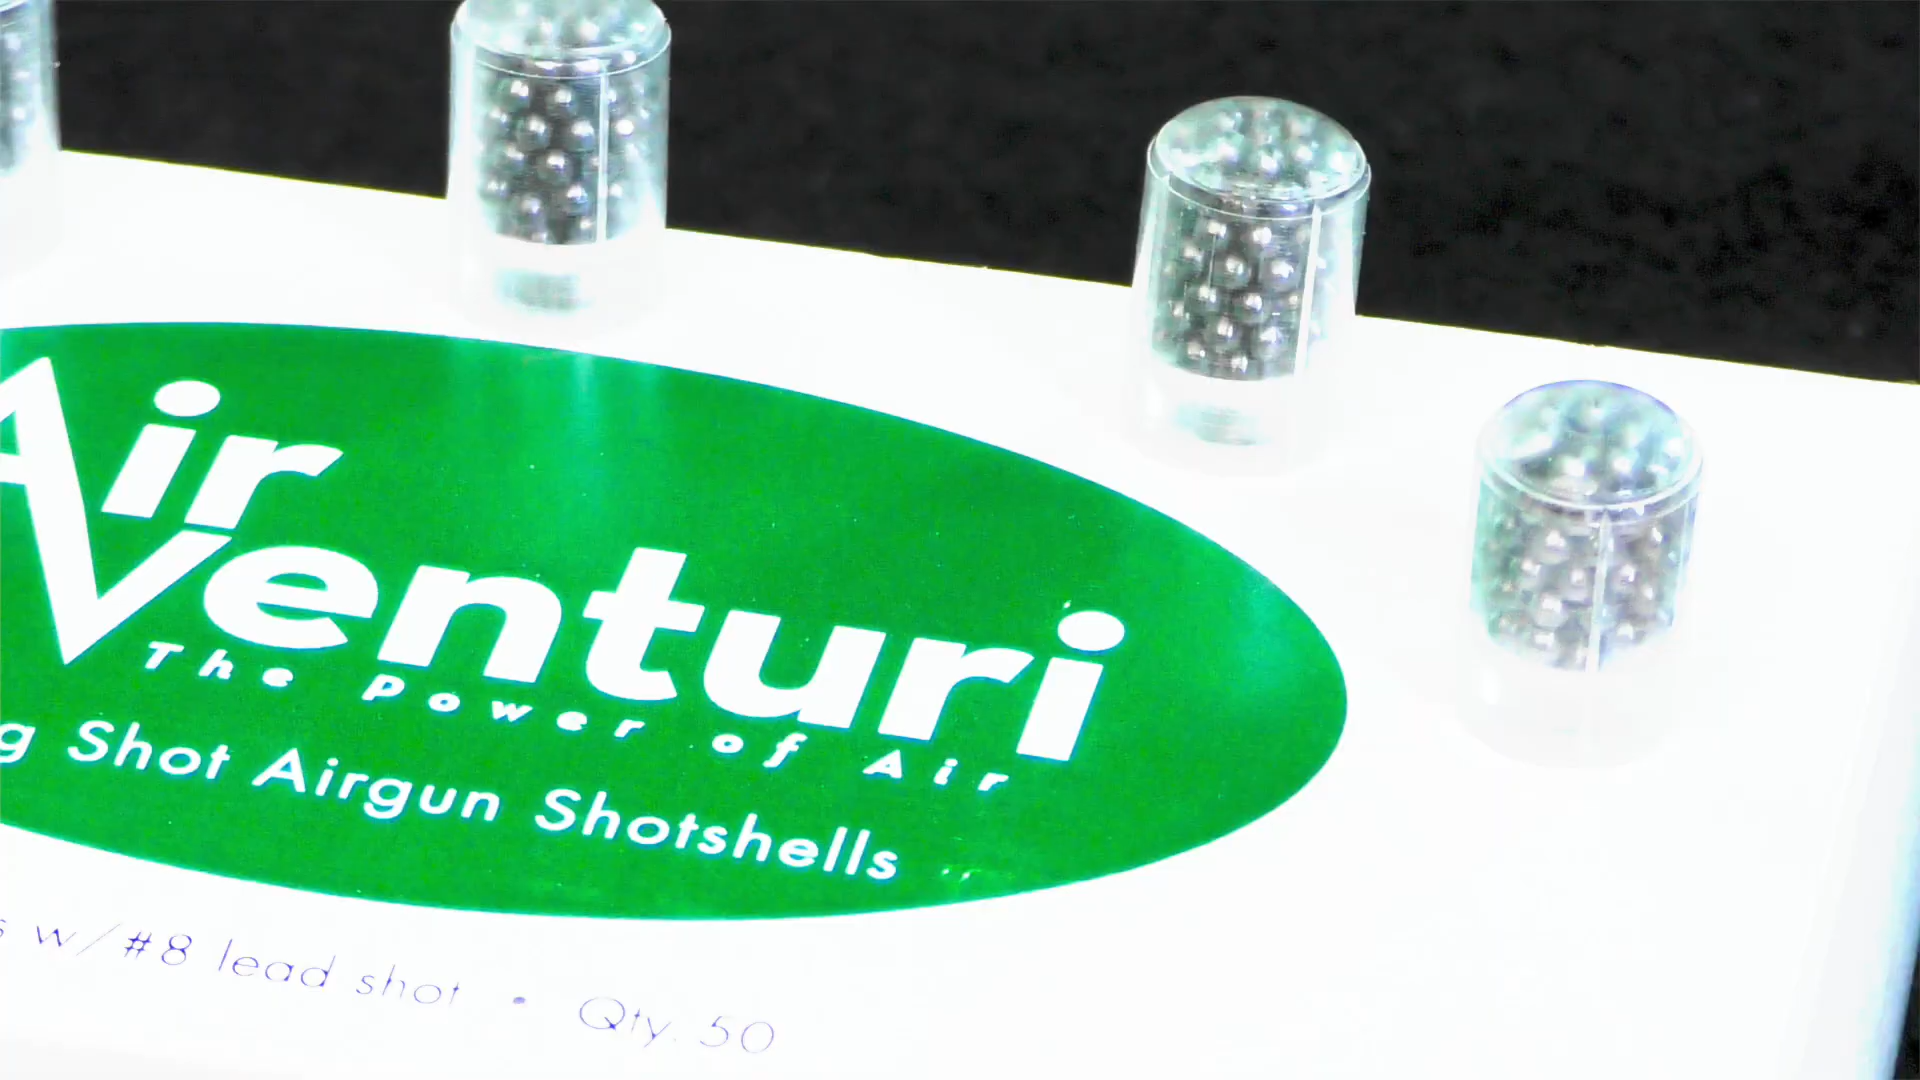 Air
Venturi
The Power of Air
Shot Airgun Shotshells
w/#8 lead shot • Qty. 50